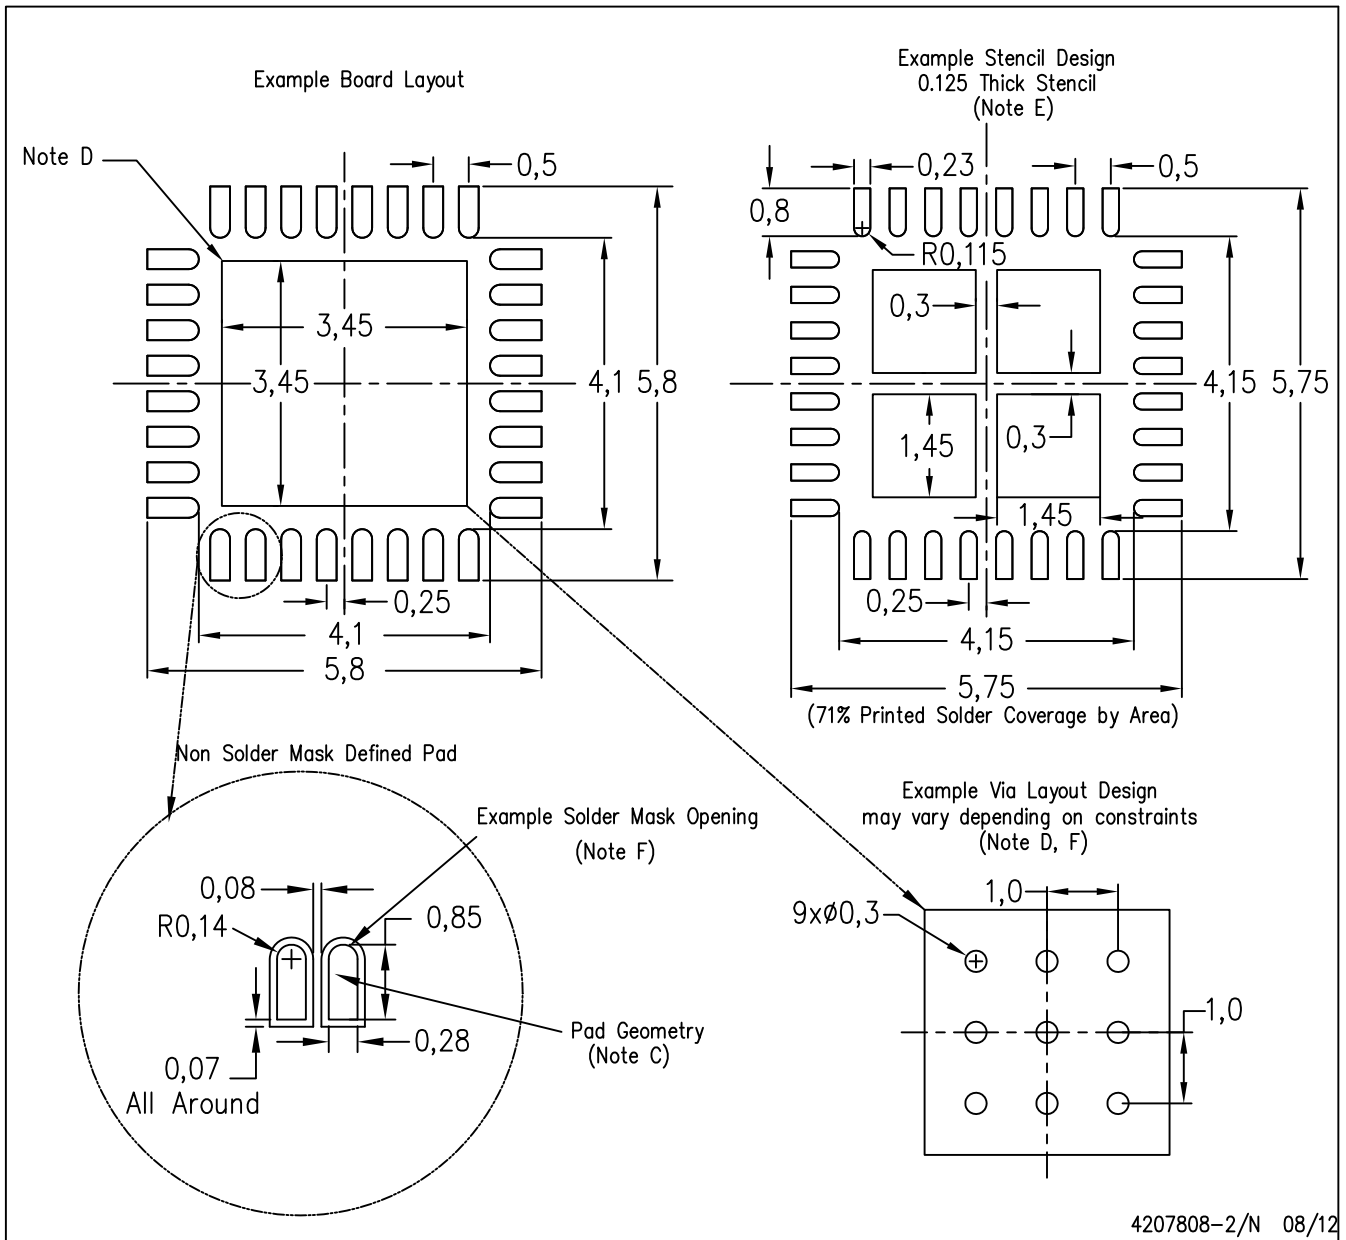 Example Board Layout
Note D
0,5
3,45
3,45
4,1
5,8
0,25
4,1
5,8
Example Stencil Design
0.125 Thick Stencil
(Note E)
0,23
0,5
0,8
R0,115
0,3
4,15
5,75
1,45
0,3
1,45
0,25
4,15
5,75
(71% Printed Solder Coverage by Area)
Non Solder Mask Defined Pad
Example Solder Mask Opening
(Note F)
0,08
R0,14
0,85
Pad Geometry
(Note C)
0,28
0,07
All Around
Example Via Layout Design
may vary depending on constraints
(Note D, F)
1,0
9xø0,3
1,0
4207808-2/N 08/12